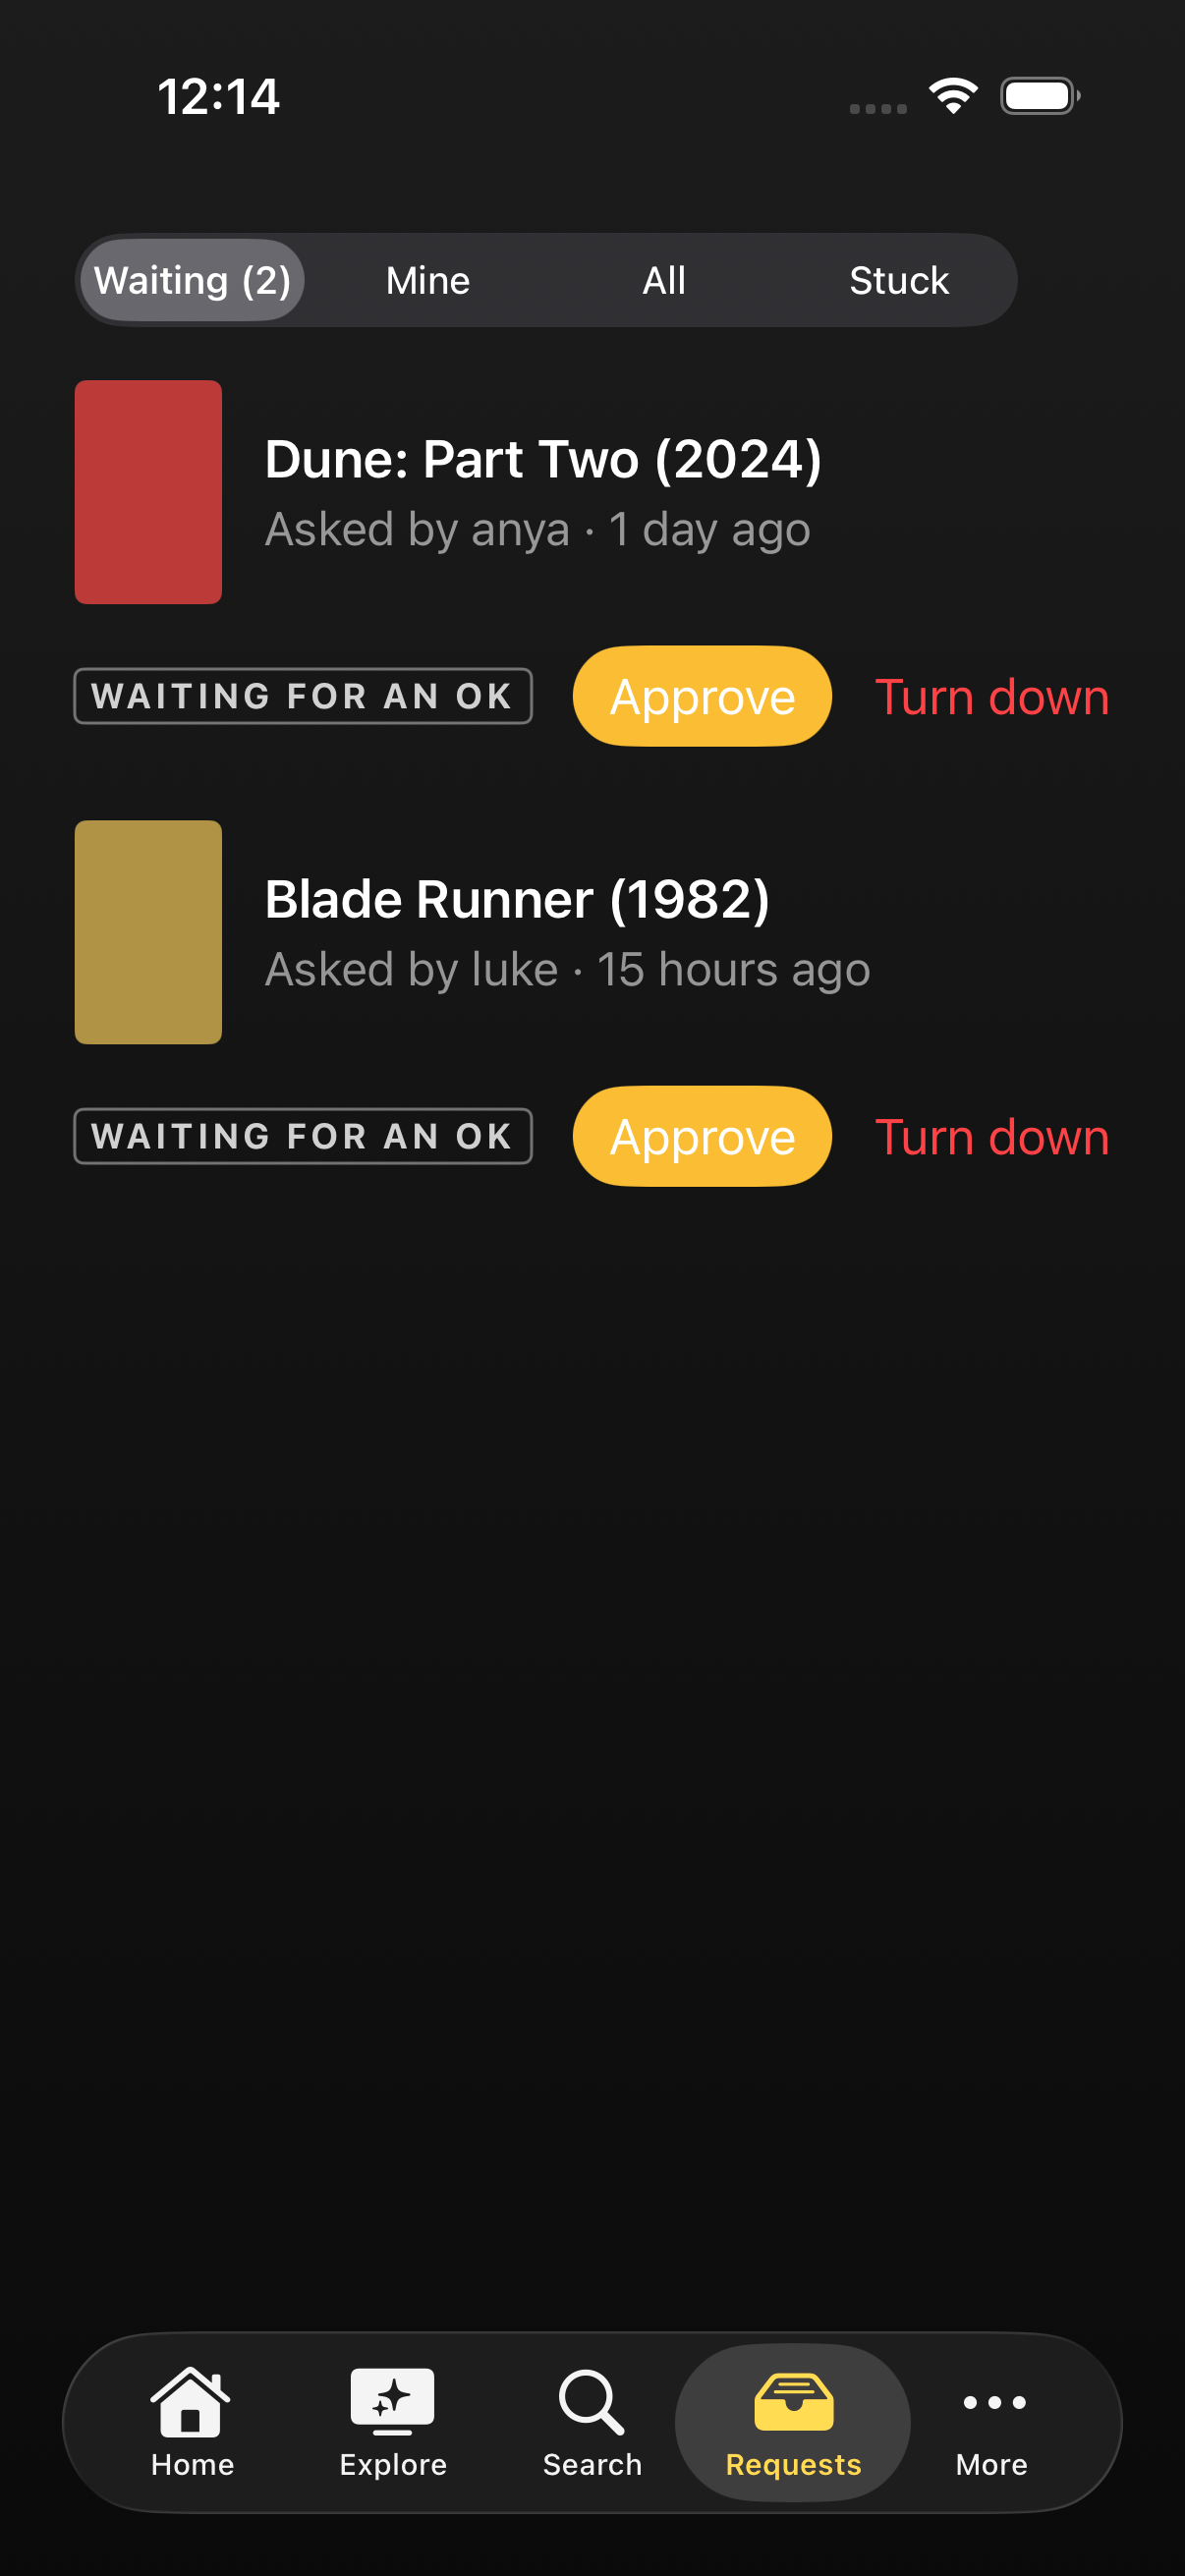 12:14
Waiting (2) Mine All Stuck
Dune: Part Two (2024)
Asked by anya · 1 day ago
WAITING FOR AN OK Approve Turn down
Blade Runner (1982)
Asked by luke · 15 hours ago
WAITING FOR AN OK Approve Turn down
Home Explore Search Requests More